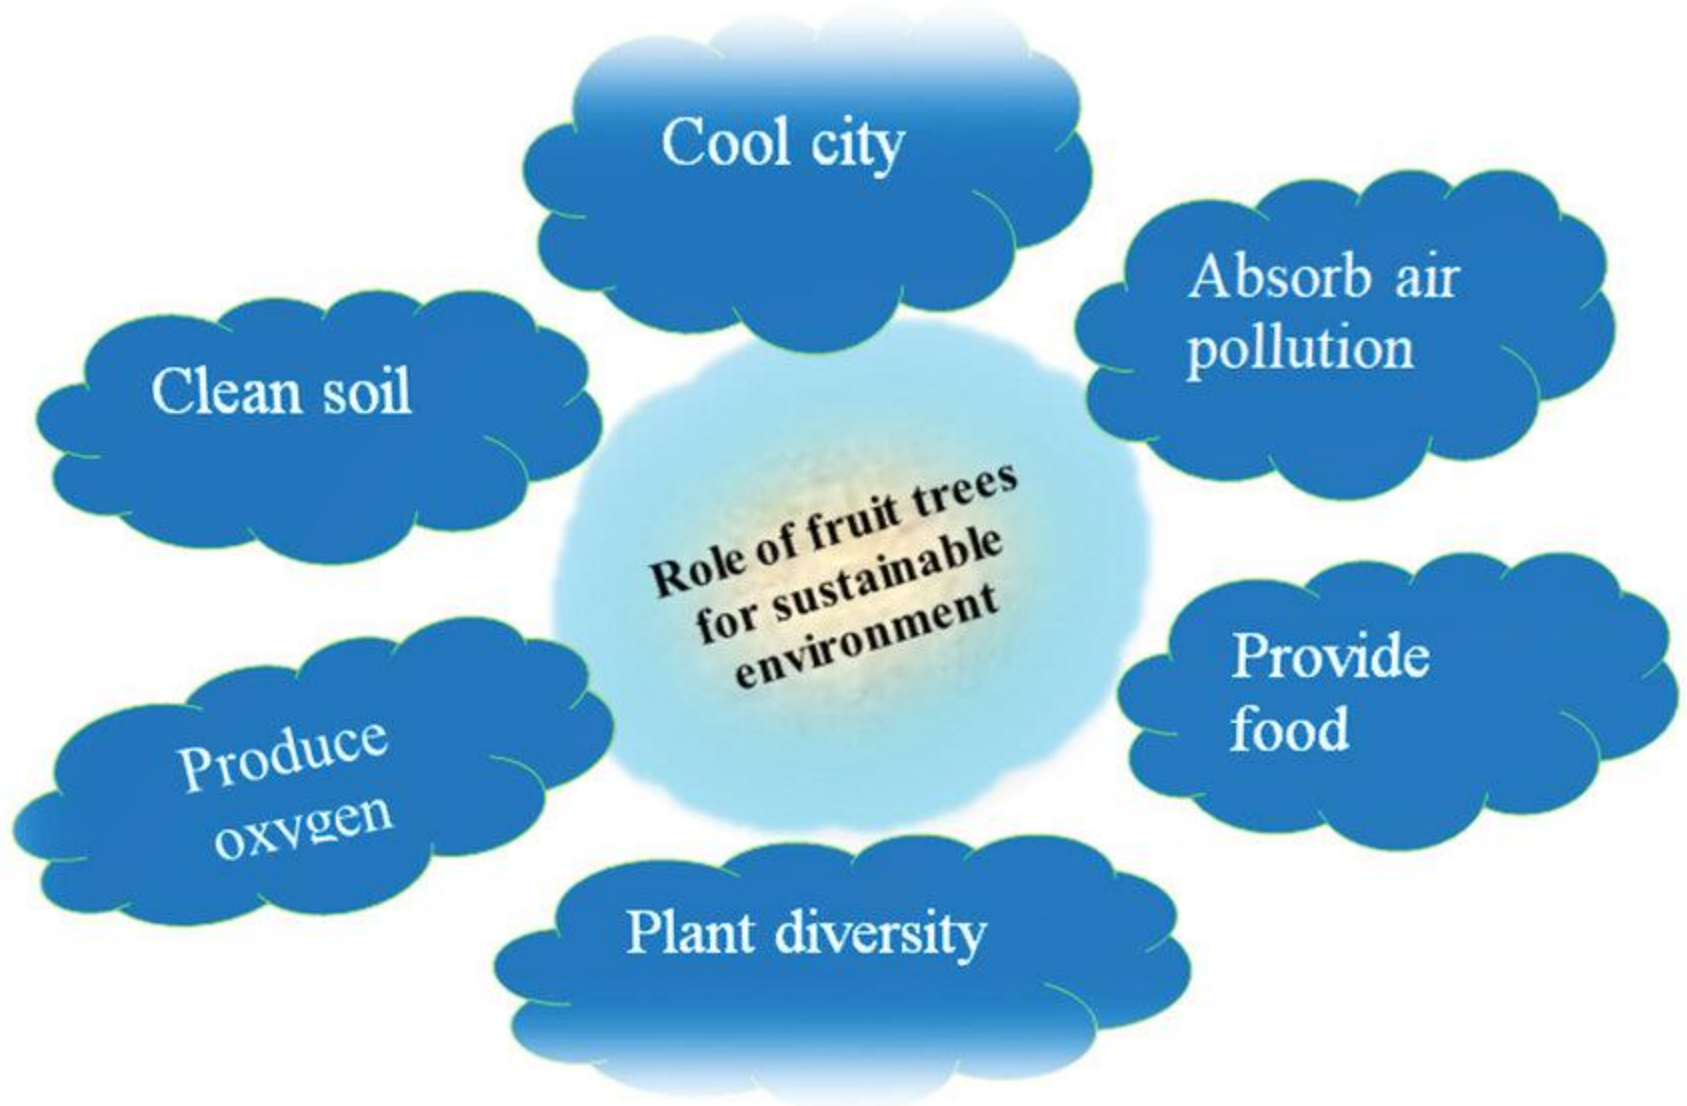 Cool city
Absorb air
pollution
Clean soil
Role of fruit trees
for sustainable
environment
Provide
food
Produce
oxygen
Plant diversity